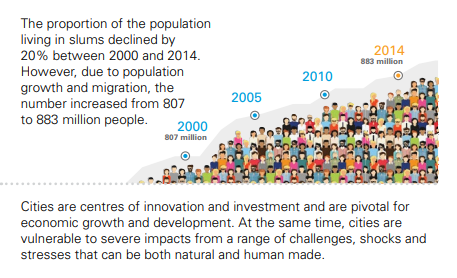 The proportion of the population
living in slums declined by
20% between 2000 and 2014.
However, due to population
growth and migration, the
number increased from 807
to 883 million people.
2000
807 million
2005
2010
2014
883 million
Cities are centres of innovation and investment and are pivotal for
economic growth and development. At the same time, cities are
vulnerable to severe impacts from a range of challenges, shocks and
stresses that can be both natural and human made.